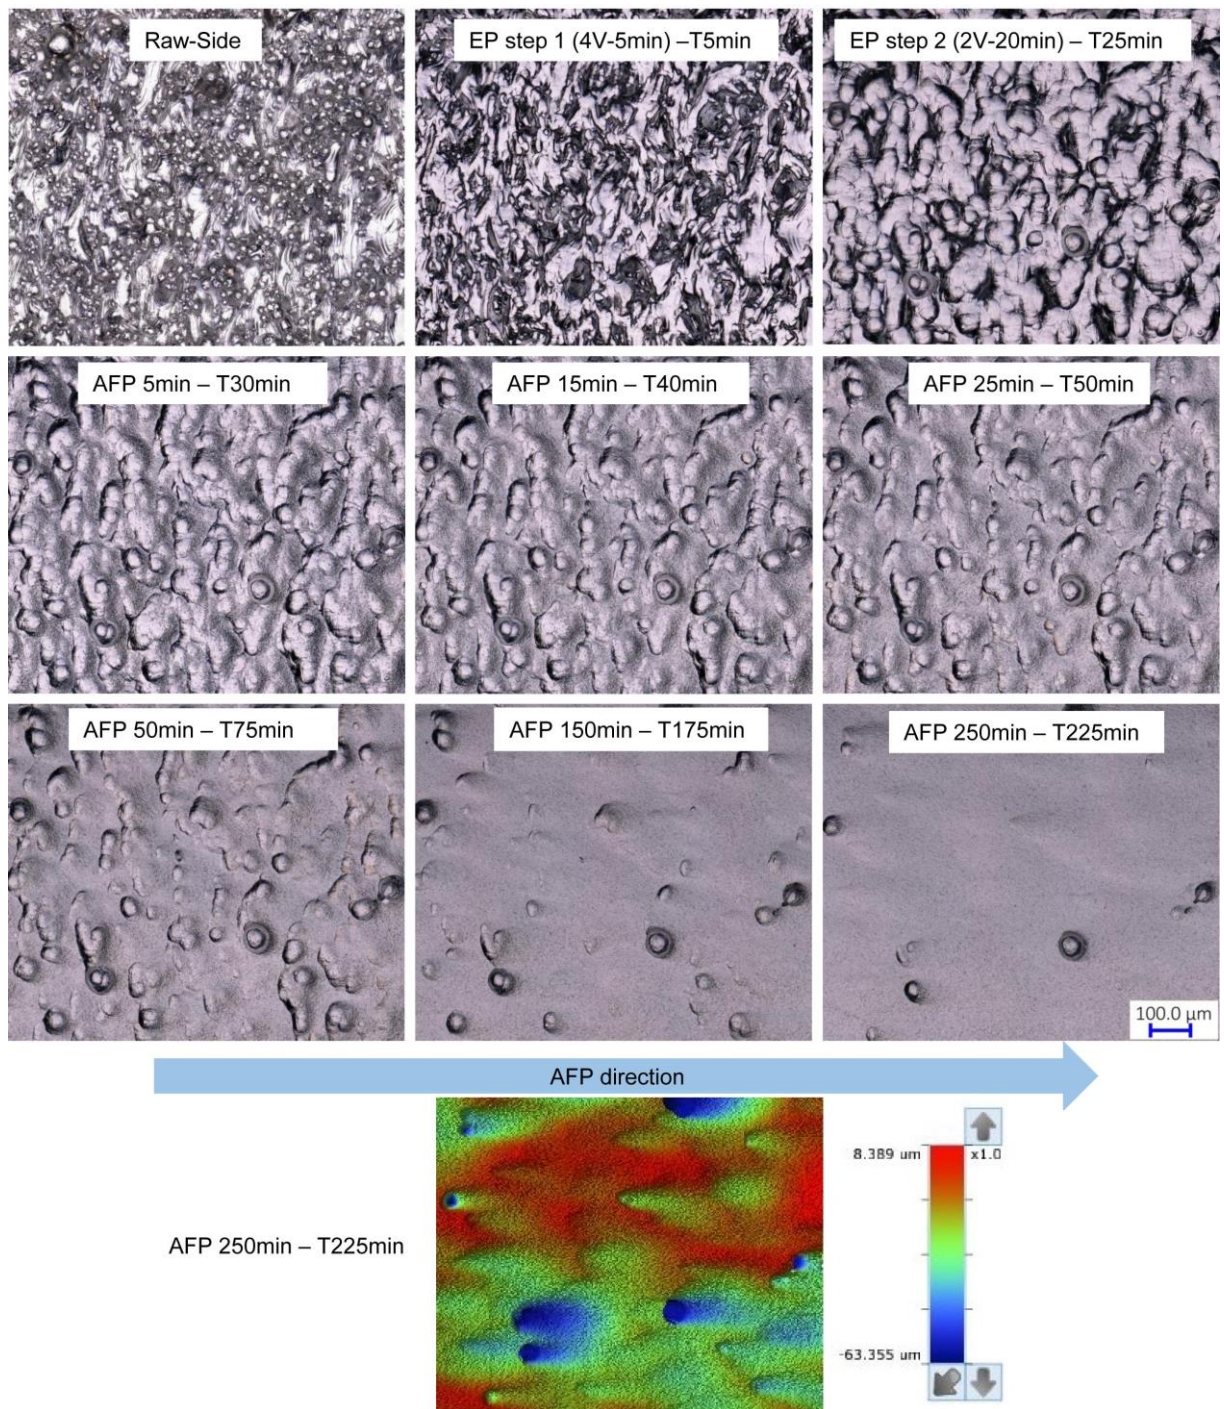 Raw-Side
EP step 1 (4V-5min) –T5min
EP step 2 (2V-20min) – T25min
AFP 5min – T30min
AFP 15min – T40min
AFP 25min – T50min
AFP 50min – T75min
AFP 150min – T175min
AFP 250min – T225min
100.0 µm
AFP direction
AFP 250min – T225min
8.389 um
x1.0
-63.355 um